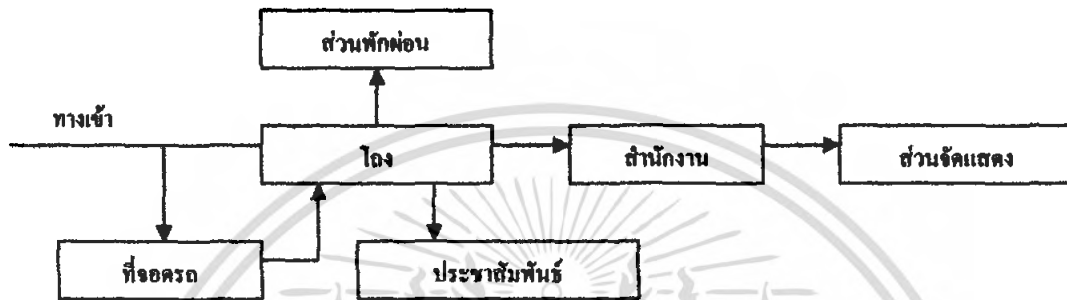 ส่วนพักผ่อน
ทางเข้า
โถง
สำนักงาน
ส่วนจัดแสดง
ที่จอดรถ
ประชาสัมพันธ์